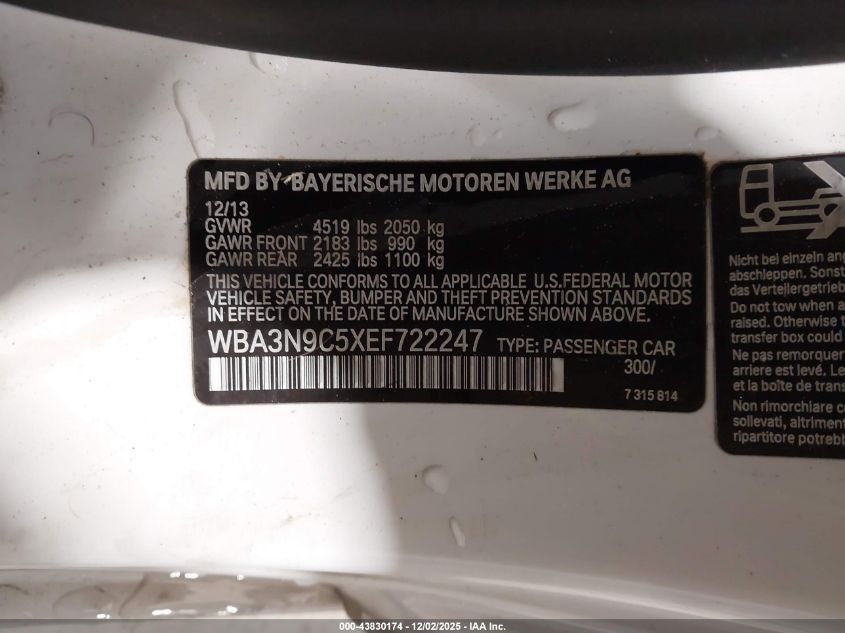 MFD BY BAYERISCHE MOTOREN WERKE AG
12/13
GVWR 4519 lbs 2050 kg
GAWR FRONT 2183 lbs 990 kg
GAWR REAR 2425 lbs 1100 kg
THIS VEHICLE CONFORMS TO ALL APPLICABLE U.S.FEDERAL MOTOR
VEHICLE SAFETY, BUMPER AND THEFT PREVENTION STANDARDS
IN EFFECT ON THE DATE OF MANUFACTURE SHOWN ABOVE.
WBA3N9C5XEF722247 TYPE: PASSENGER CAR
300/
7 315 814
Nicht bei einzeln
abschleppen. Sonst
das Verteilergetrieb
Do not tow when a
raised. Otherwise
transfer box could
Ne pas remorquer
arriere est levé. Le
et la boîte de trans
Non rimorchiare
sollevati, altriment
ripartitore potrebb
000-43830174 • 12/02/2025 - IAA Inc.